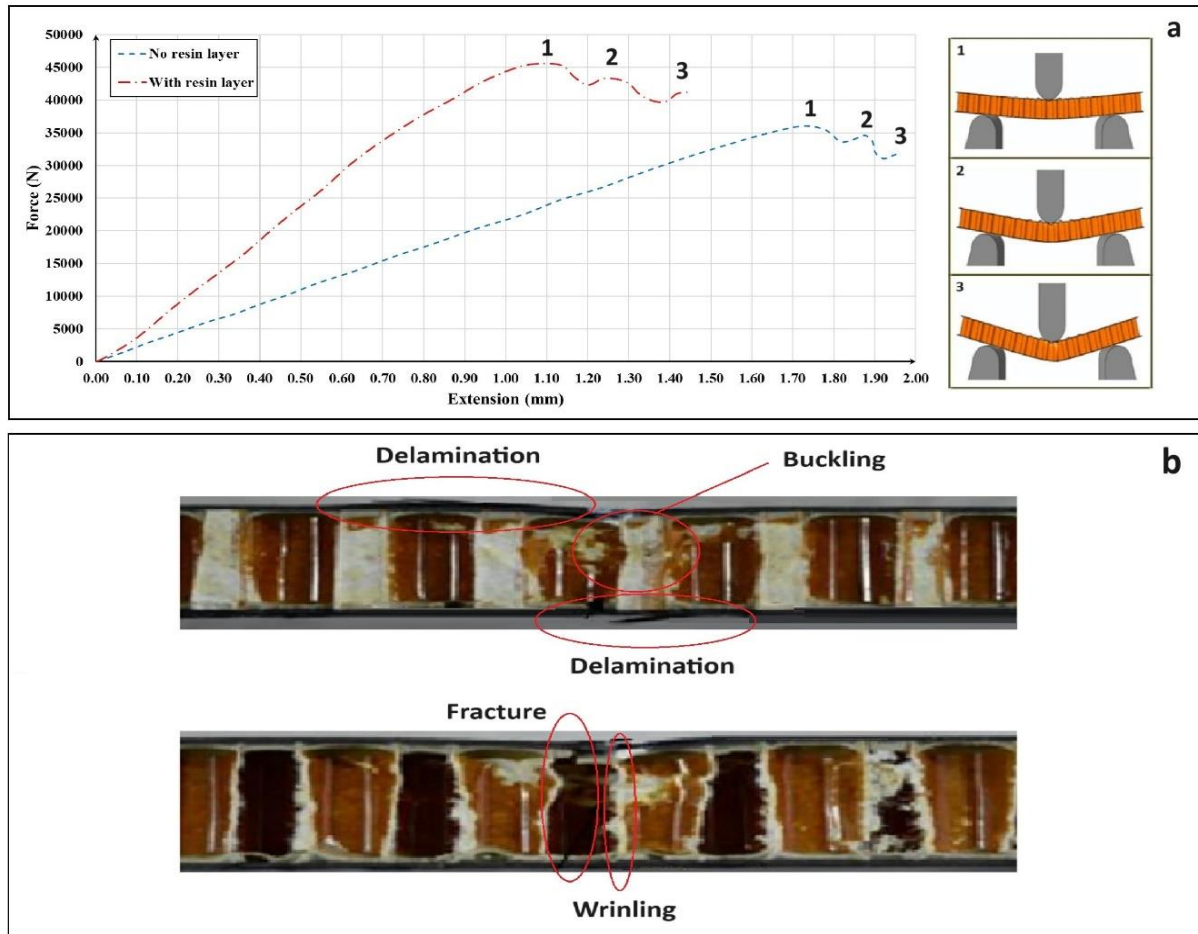 a
50000
45000
40000
35000
30000
25000
20000
15000
10000
5000
0
Force (N)
No resin layer
With resin layer
1
2
3
1
2
3
0.00 0.10 0.20 0.30 0.40 0.50 0.60 0.70 0.80 0.90 1.00 1.10 1.20 1.30 1.40 1.50 1.60 1.70 1.80 1.90 2.00
Extension (mm)
1
2
3
b
Delamination
Buckling
Delamination
Fracture
Wrinling